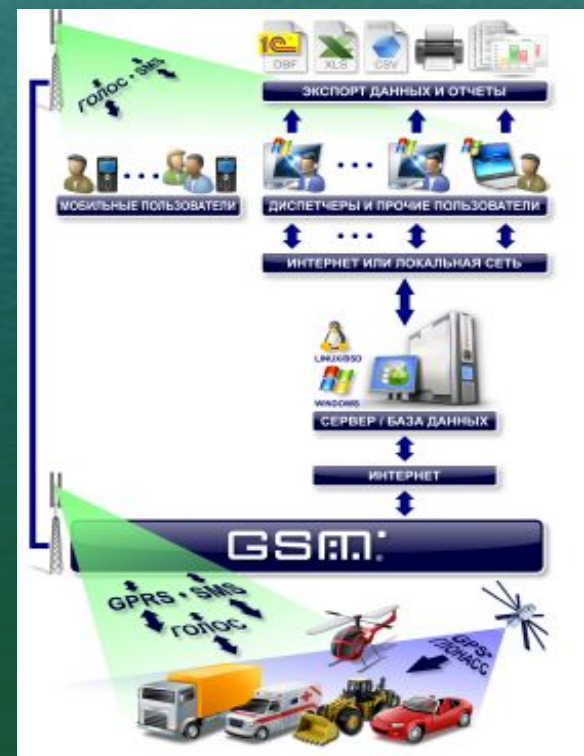 1С
DBF XLS CSV
ГОЛОС • SMS
ЭКСПОРТ ДАННЫХ И ОТЧЕТЫ
МОБИЛЬНЫЕ ПОЛЬЗОВАТЕЛИ
ДИСПЕТЧЕРЫ И ПРОЧИЕ ПОЛЬЗОВАТЕЛИ
ИНТЕРНЕТ ИЛИ ЛОКАЛЬНАЯ СЕТЬ
LINUX/BSD
WINDOWS
СЕРВЕР / БАЗА ДАННЫХ
ИНТЕРНЕТ
GSM
GPRS • SMS
ГОЛОС
GPS•
ГЛОНАСС